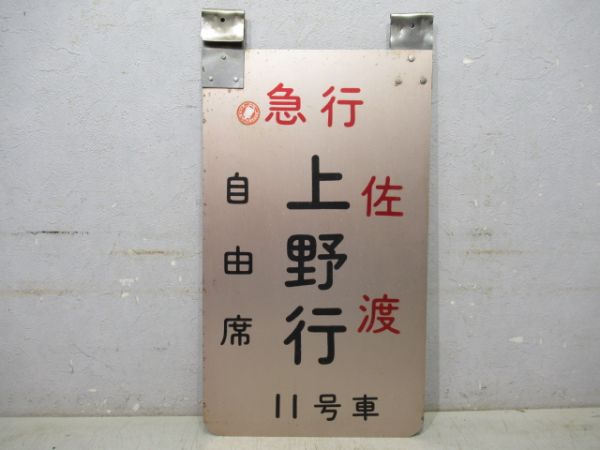 急行
佐渡
上野行
自由席
11号車